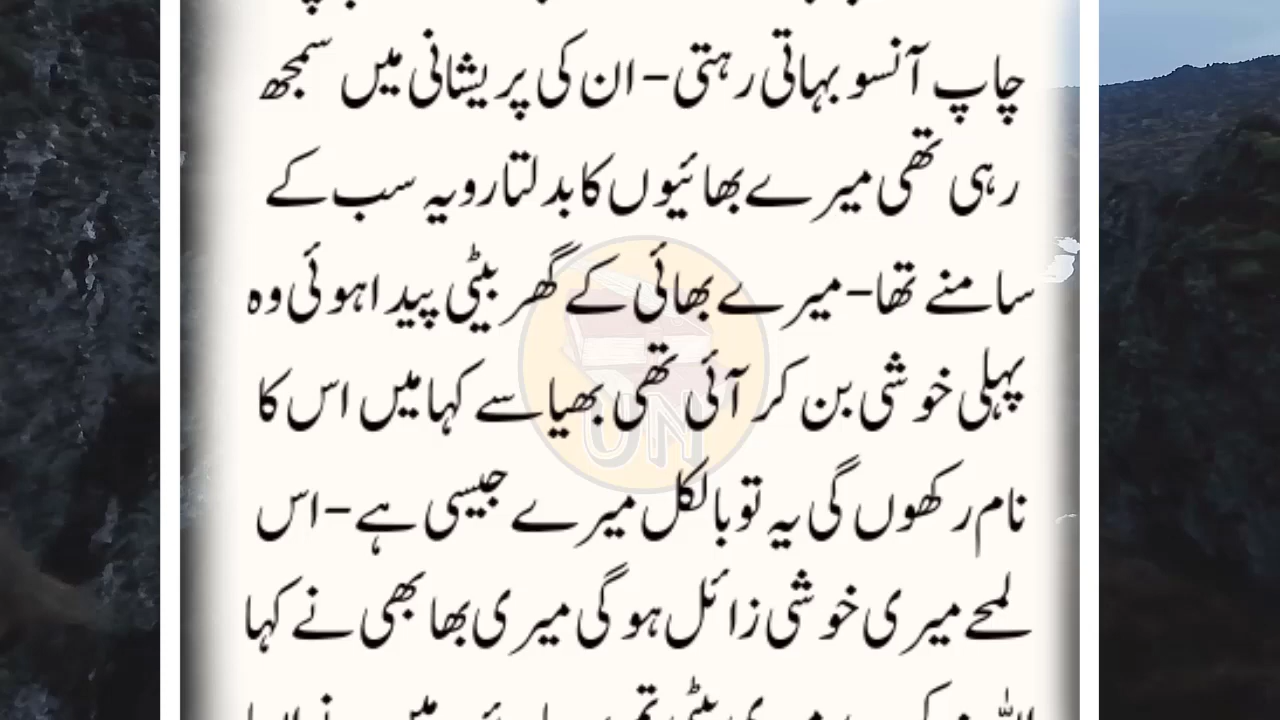 چاپ آنسو بہاتی رہتی - ان کی پریشانی میں سمجھ
رہی تھی میرے بھائیوں کا بدلتا رویہ سب کے
سامنے تھا - میرے بھائی کے گھر بیٹی پیدا ہوئی وہ
پہلی خوشی بن کر آئی تھی بھیا سے کہا میں اس کا
نام رکھوں گی یہ تو بالکل میرے جیسی ہے - اس
لمحے میری خوشی زائل ہو گی میری بھابھی نے کہا
UN